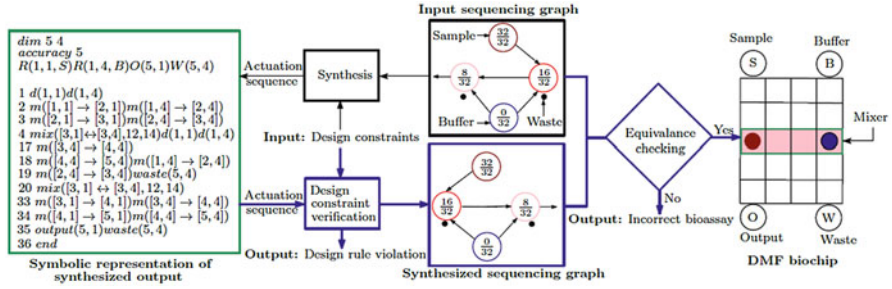 dim 5 4
accuracy 5
R(1, 1, S)R(1, 4, B)O(5, 1)W(5, 4)
1 d(1, 1)d(1, 4)
2 m([1, 1] → [2, 1])m([1, 4] → [2, 4])
3 m([2, 1] → [3, 1])m([2, 4] → [3, 4])
4 mix([3,1]↔[3,4],12,14)d(1,1)d(1, 4)
17 m([3, 4] → [4, 4])
18 m([4, 4] → [5, 4])m([1, 4] → [2, 4])
19 m([2, 4] → [3, 4])waste(5, 4)
20 mix([3, 1] ↔ [3, 4], 12, 14)
33 m([3, 1] → [4, 1])m([3, 4] → [4, 4])
34 m([4, 1] → [5, 1])m([4, 4] → [5, 4])
35 output(5, 1)waste(5, 4)
36 end
Symbolic representation of
synthesized output
Actuation
sequence
Synthesis
Input: Design constraints
Actuation
sequence
Design
constraint
verification
Output: Design rule violation
Input sequencing graph
Sample
32
32
8
32
16
32
Buffer
0
32
Waste
32
32
16
32
8
32
0
32
Synthesized sequencing graph
Equivalance
checking
Yes
No
Output: Incorrect bioassay
Sample
Buffer
S
B
Mixer
O
W
Output
Waste
DMF biochip